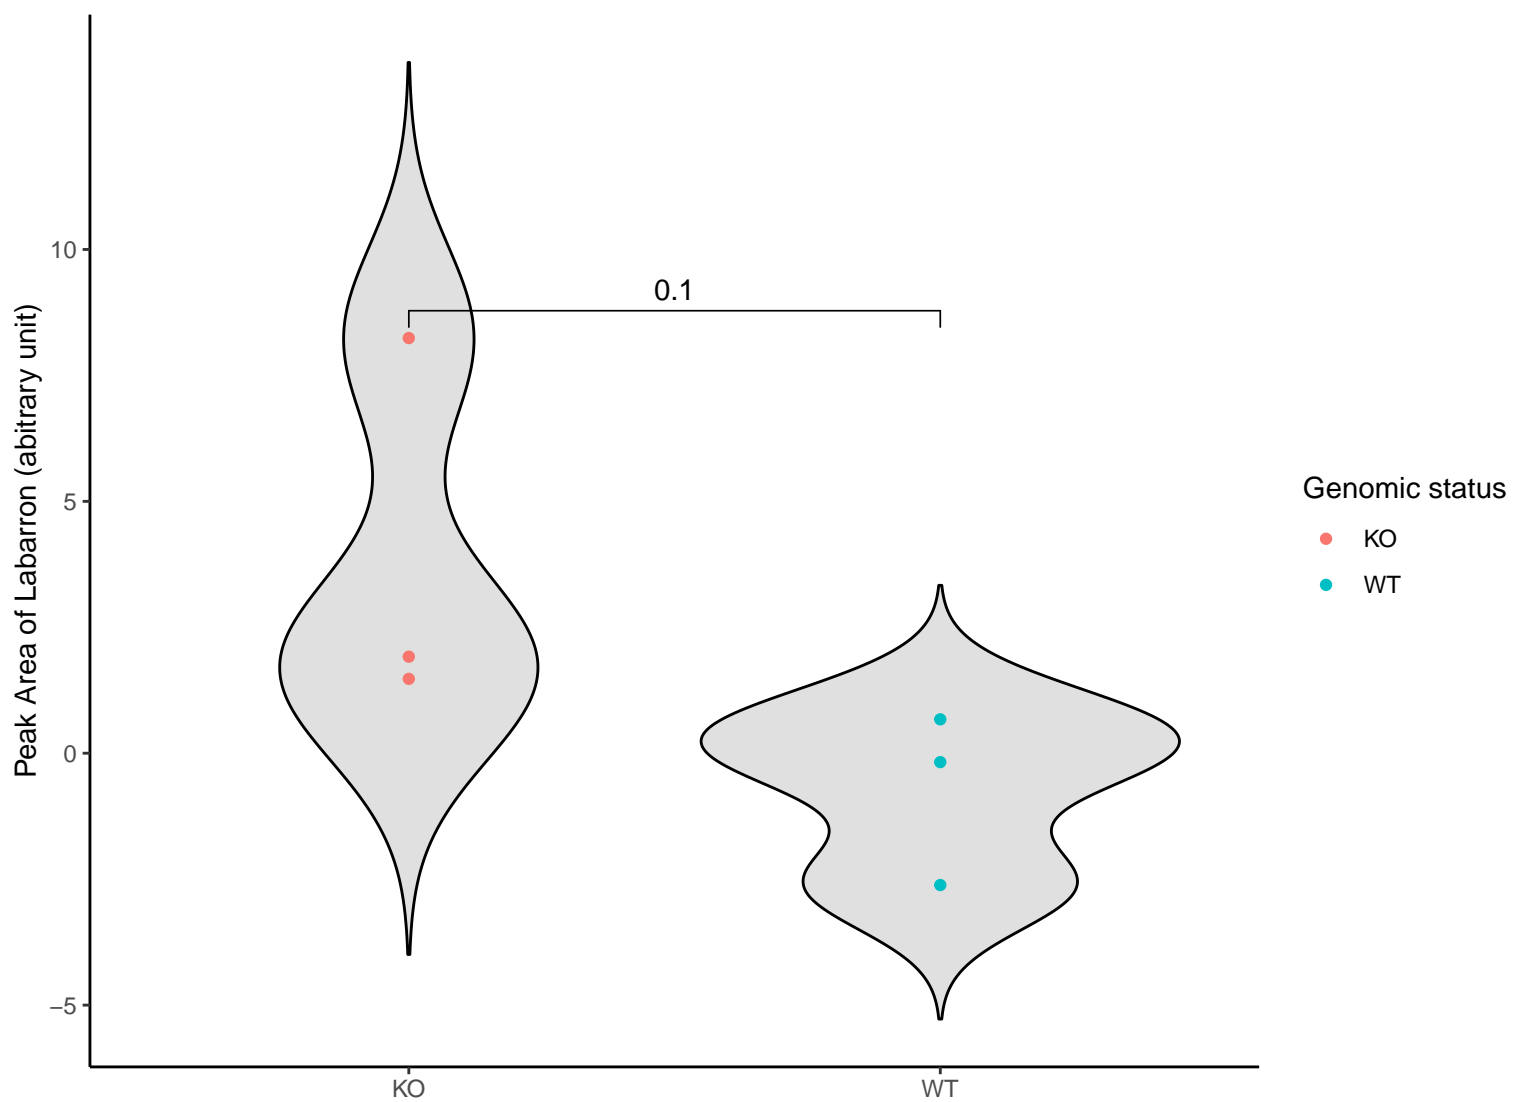 Peak Area of Labarron (abitrary unit)
10
5
0
−5
0.1
KO
WT
Genomic status
KO
WT